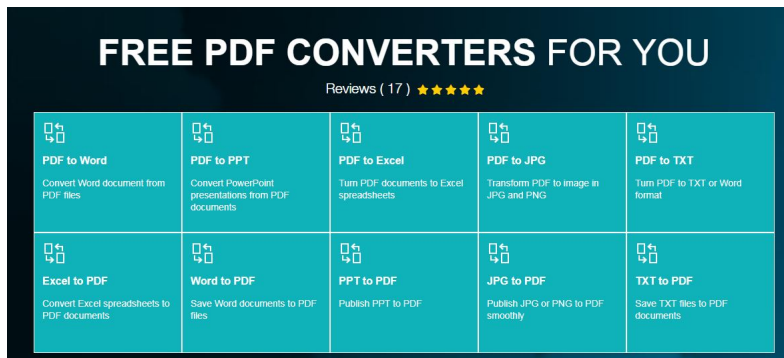 FREE PDF CONVERTERS FOR YOU
Reviews ( 17 )
PDF to Word
Convert Word document from
PDF files
PDF to PPT
Convert PowerPoint
presentations from PDF
documents
PDF to Excel
Turn PDF documents to Excel
spreadsheets
PDF to JPG
Transform PDF to image in
JPG and PNG
PDF to TXT
Turn PDF to TXT or Word
format
Excel to PDF
Convert Excel spreadsheets to
PDF documents
Word to PDF
Save Word documents to PDF
files
PPT to PDF
Publish PPT to PDF
JPG to PDF
Publish JPG or PNG to PDF
smoothly
TXT to PDF
Save TXT files to PDF
documents